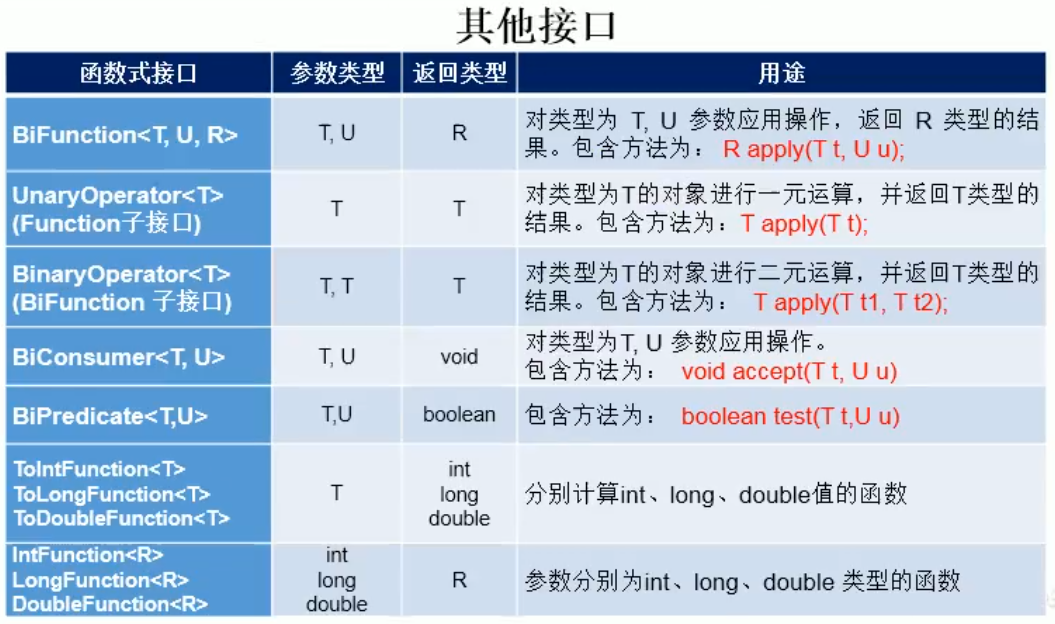 其他接口
函数式接口 参数类型 返回类型 用途
BiFunction<T, U, R> T, U R 对类型为 T, U 参数应用操作，返回 R 类型的结
果。包含方法为： R apply(T t, U u);
UnaryOperator<T>
(Function子接口) T T 对类型为T的对象进行一元运算，并返回T类型的
结果。包含方法为：T apply(T t);
BinaryOperator<T>
(BiFunction 子接口) T, T T 对类型为T的对象进行二元运算，并返回T类型的
结果。包含方法为： T apply(T t1, T t2);
BiConsumer<T, U> T, U void 对类型为T, U 参数应用操作。
包含方法为： void accept(T t, U u)
BiPredicate<T,U> T,U boolean 包含方法为： boolean test(T t,U u)
ToIntFunction<T>
ToLongFunction<T>
ToDoubleFunction<T> T int
long
double 分别计算int、long、double值的函数
IntFunction<R>
LongFunction<R>
DoubleFunction<R> int
long
double R 参数分别为int、long、double 类型的函数